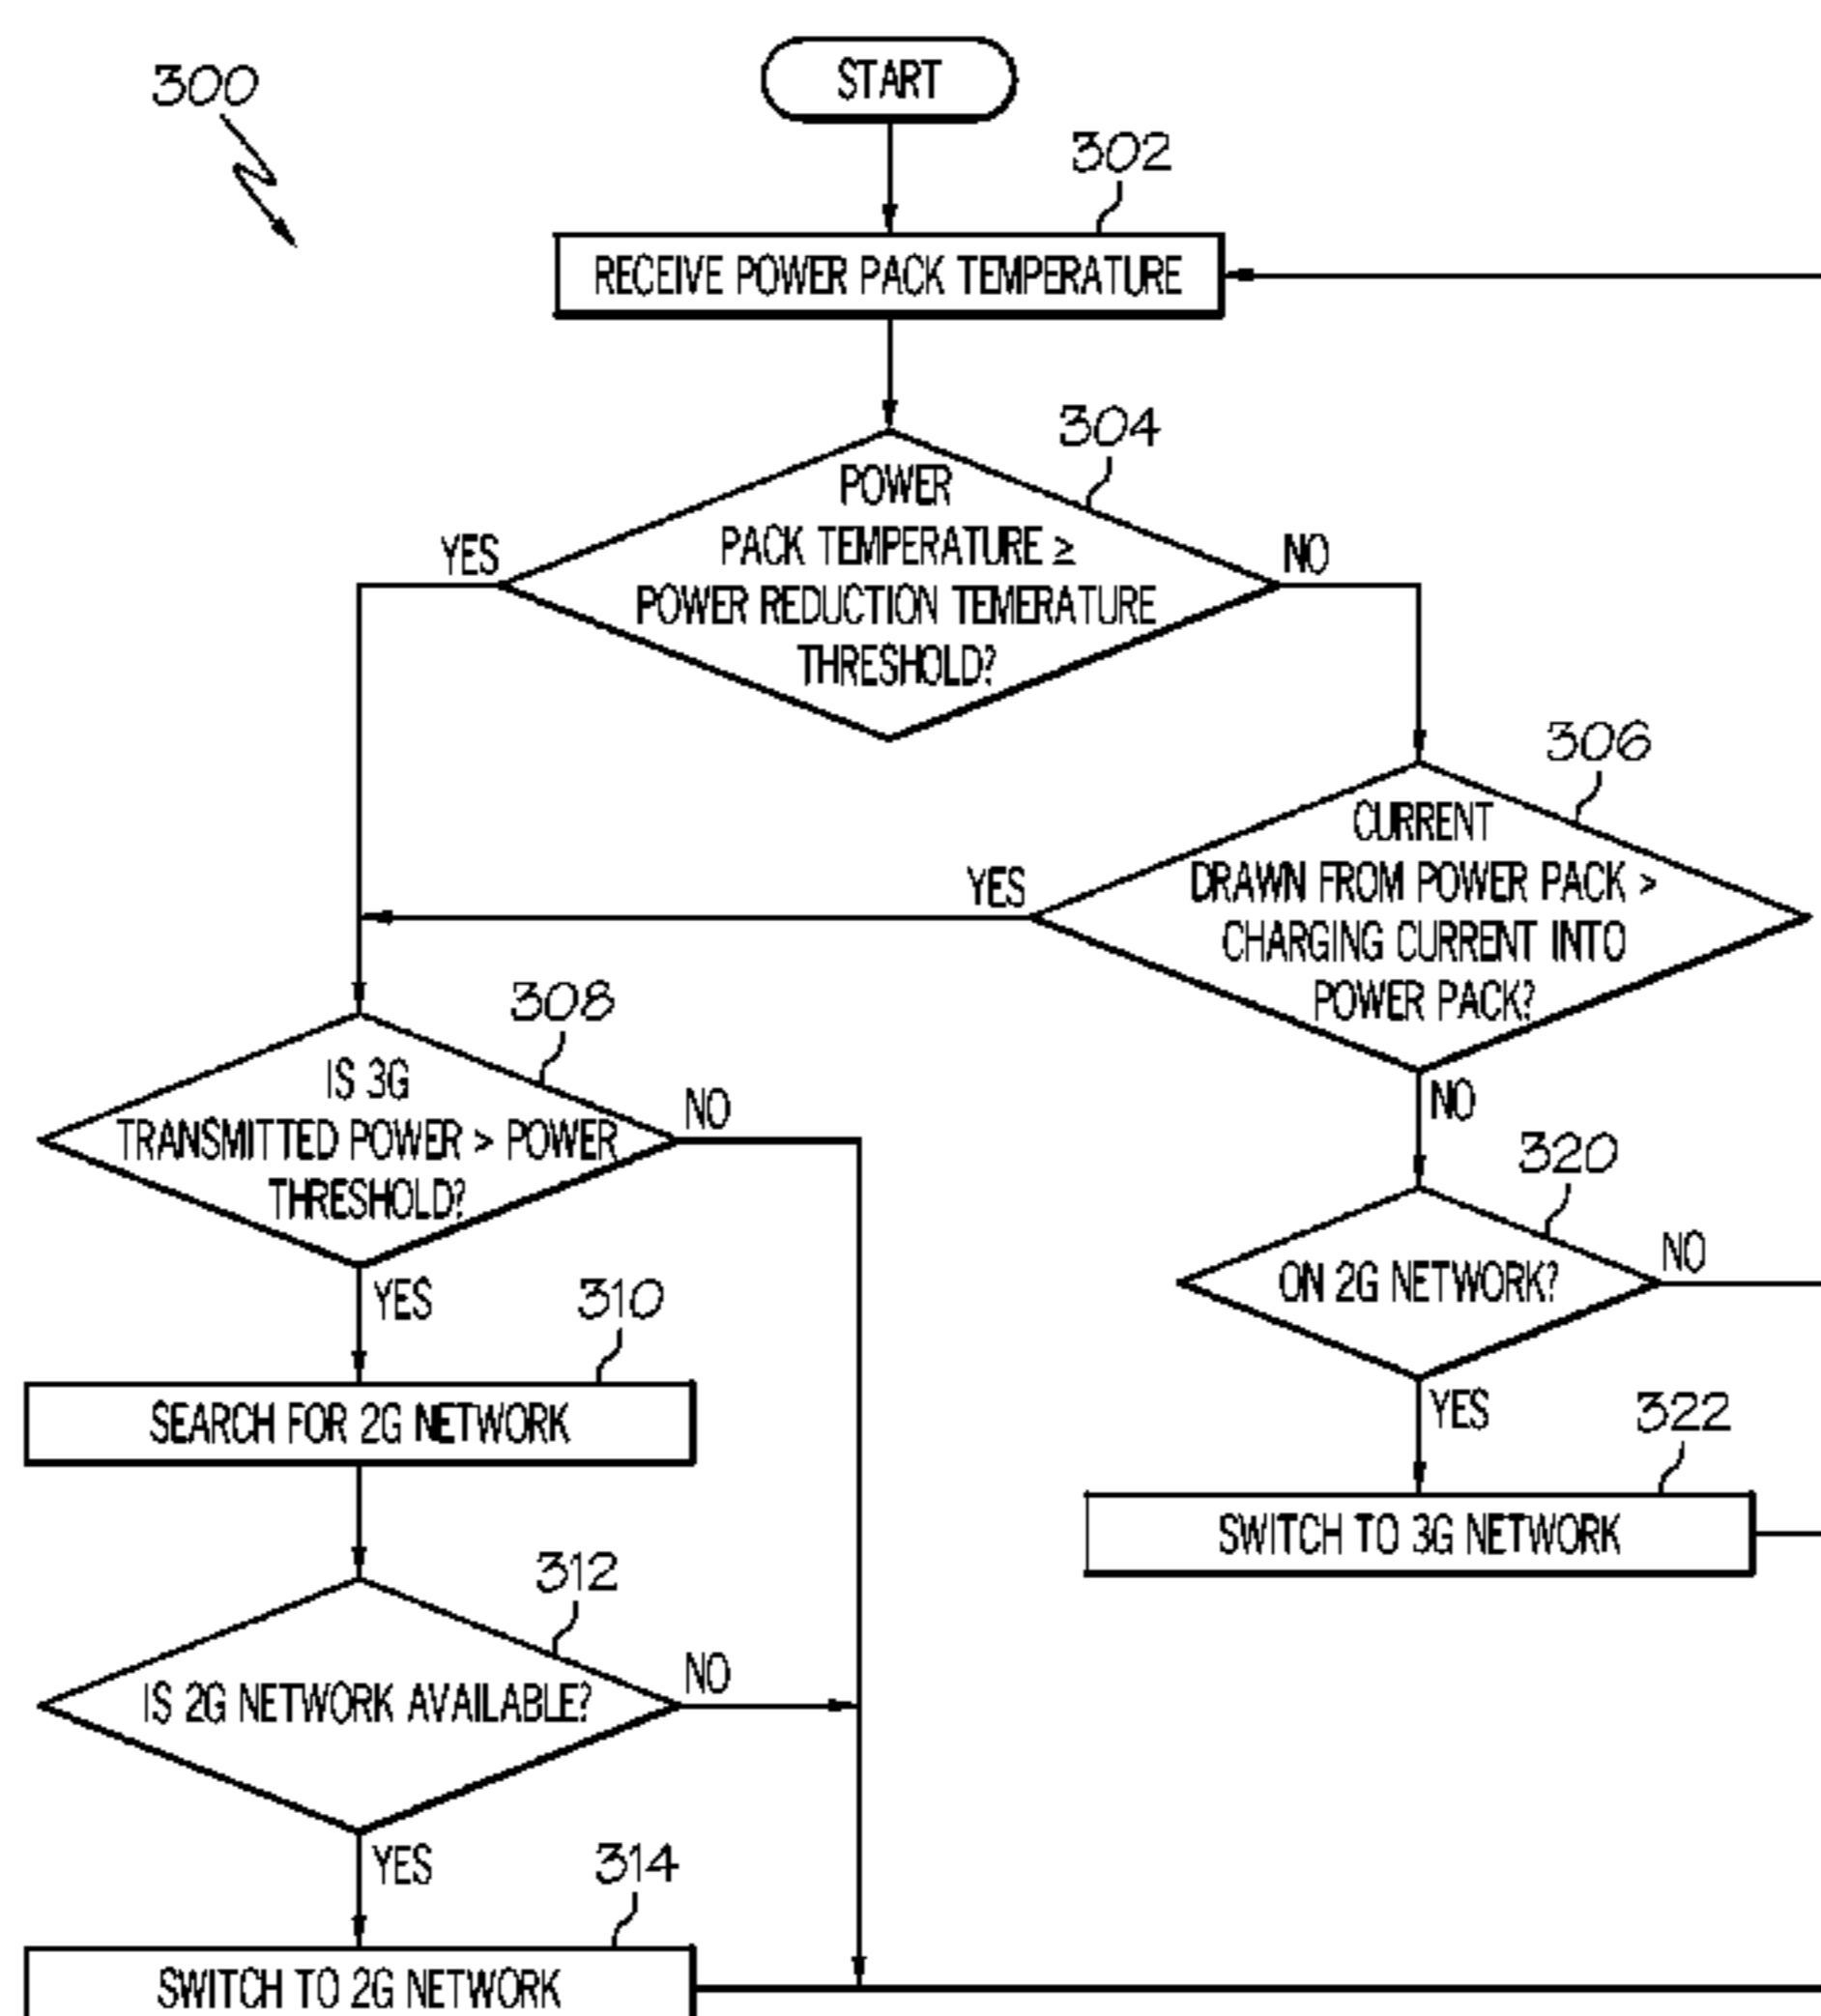 300
START
302
RECEIVE POWER PACK TEMPERATURE
304
POWER
PACK TEMPERATURE ≥
POWER REDUCTION TEMERATURE
THRESHOLD?
YES
NO
306
CURRENT
DRAWN FROM POWER PACK >
CHARGING CURRENT INTO
POWER PACK?
YES
NO
308
IS 3G
TRANSMITTED POWER > POWER
THRESHOLD?
NO
YES
320
ON 2G NETWORK?
NO
YES
310
SEARCH FOR 2G NETWORK
322
SWITCH TO 3G NETWORK
312
IS 2G NETWORK AVAILABLE?
NO
YES
314
SWITCH TO 2G NETWORK